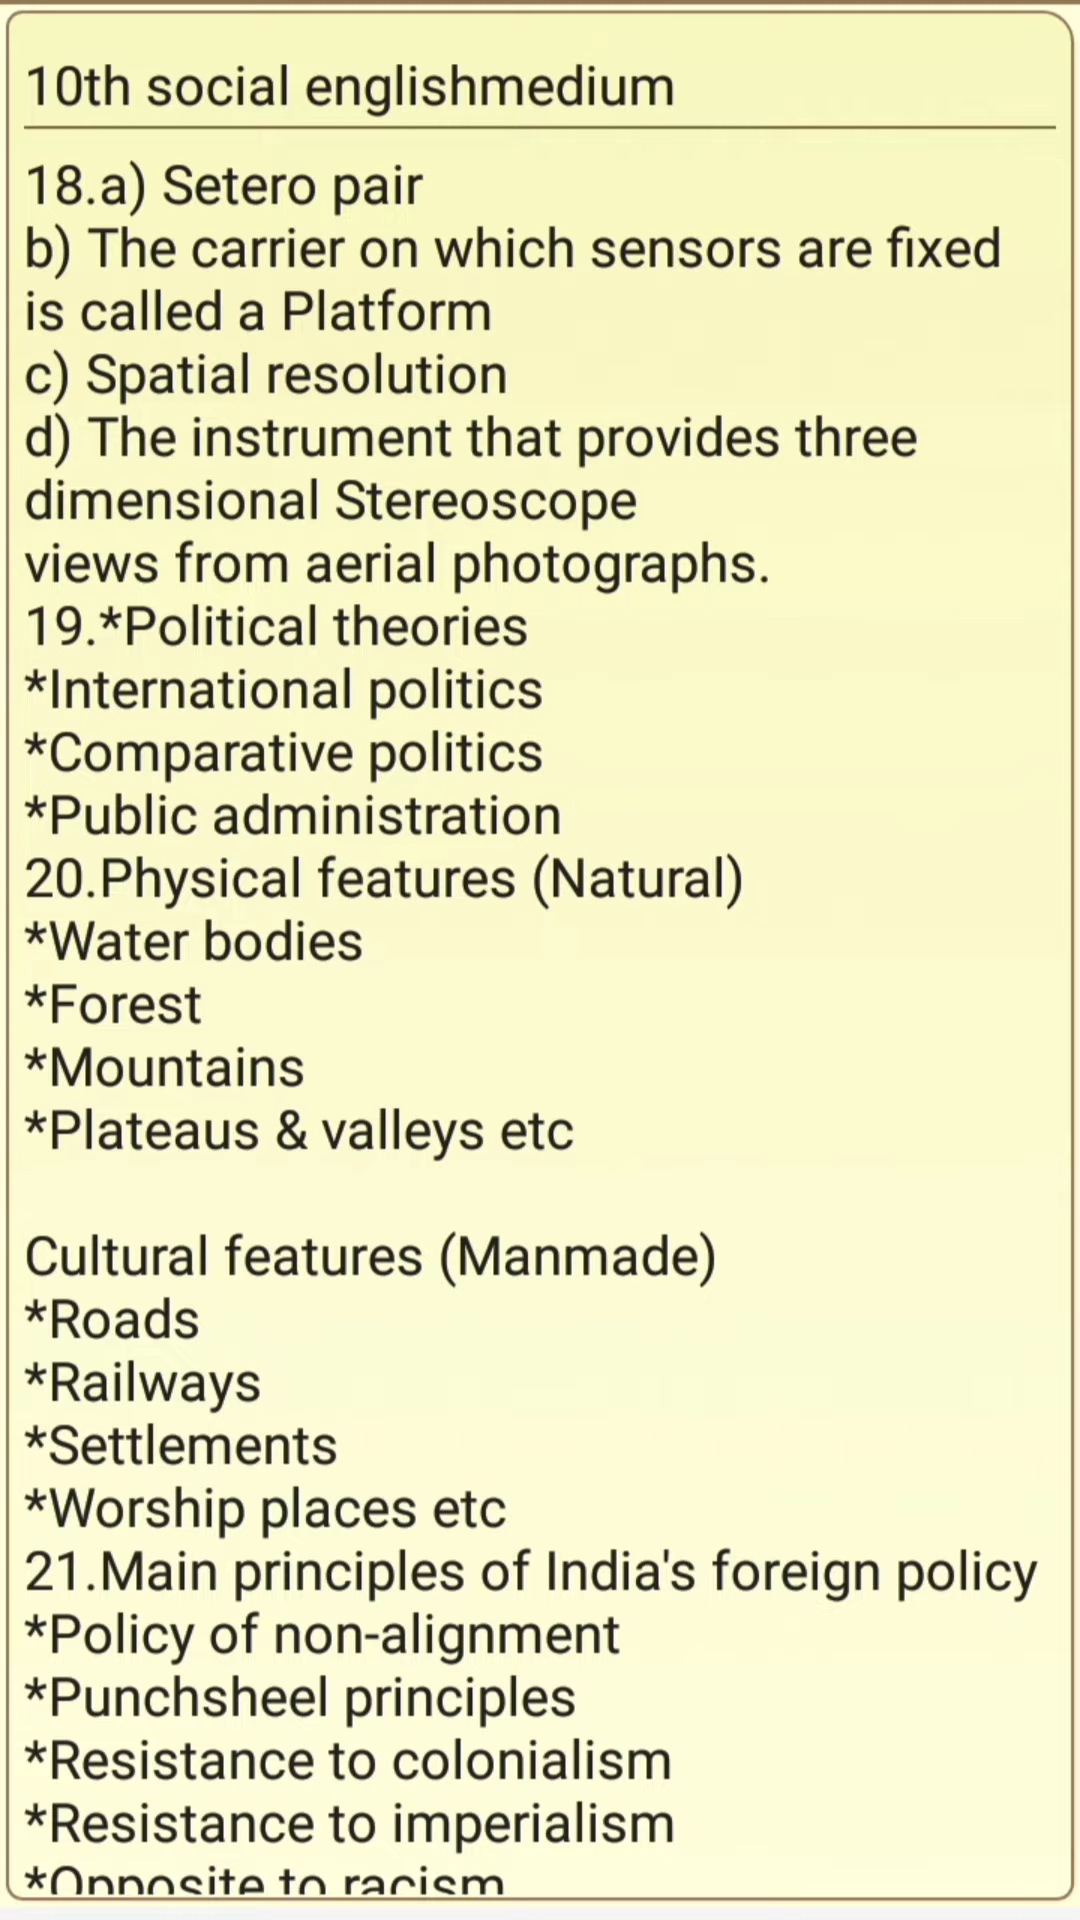 10th social englishmedium
18.a) Setero pair
b) The carrier on which sensors are fixed
is called a Platform
c) Spatial resolution
d) The instrument that provides three
dimensional Stereoscope
views from aerial photographs.
19.*Political theories
*International politics
*Comparative politics
*Public administration
20.Physical features (Natural)
*Water bodies
*Forest
*Mountains
*Plateaus & valleys etc
Cultural features (Manmade)
*Roads
*Railways
*Settlements
*Worship places etc
21.Main principles of India's foreign policy
*Policy of non-alignment
*Punchsheel principles
*Resistance to colonialism
*Resistance to imperialism
*Opposite to racism